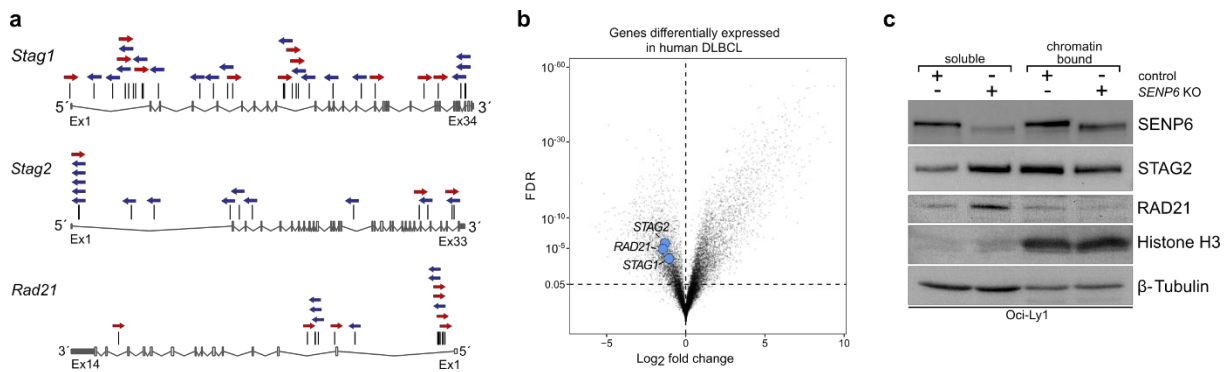 a
Stag1
5´
3´
Ex1
Ex34
Stag2
5´
3´
Ex1
Ex33
Rad21
3´
5´
Ex14
Ex1
b
Genes differentially expressed
in human DLBCL
FDR
10-60
10-30
10-10
10-5
0.05
STAG2
RAD21
STAG1
−5
0
5
10
Log2 fold change
c
soluble
chromatin
bound
+ - + - control
- + - + SENP6 KO
SENP6
STAG2
RAD21
Histone H3
β-Tubulin
Oci-Ly1